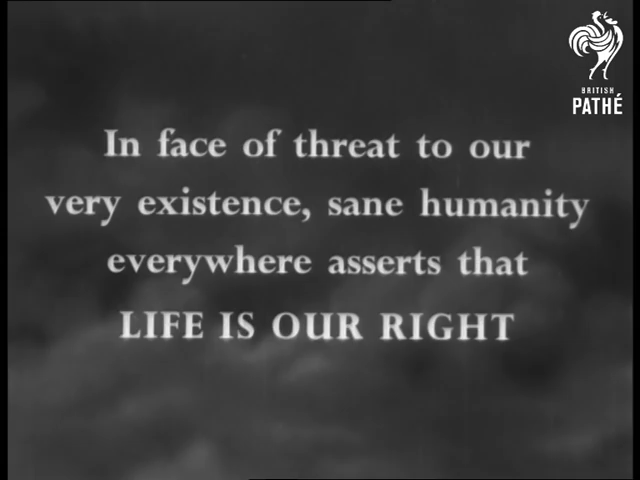 BRITISH
PATHÉ
In face of threat to our
very existence, sane humanity
everywhere asserts that
LIFE IS OUR RIGHT